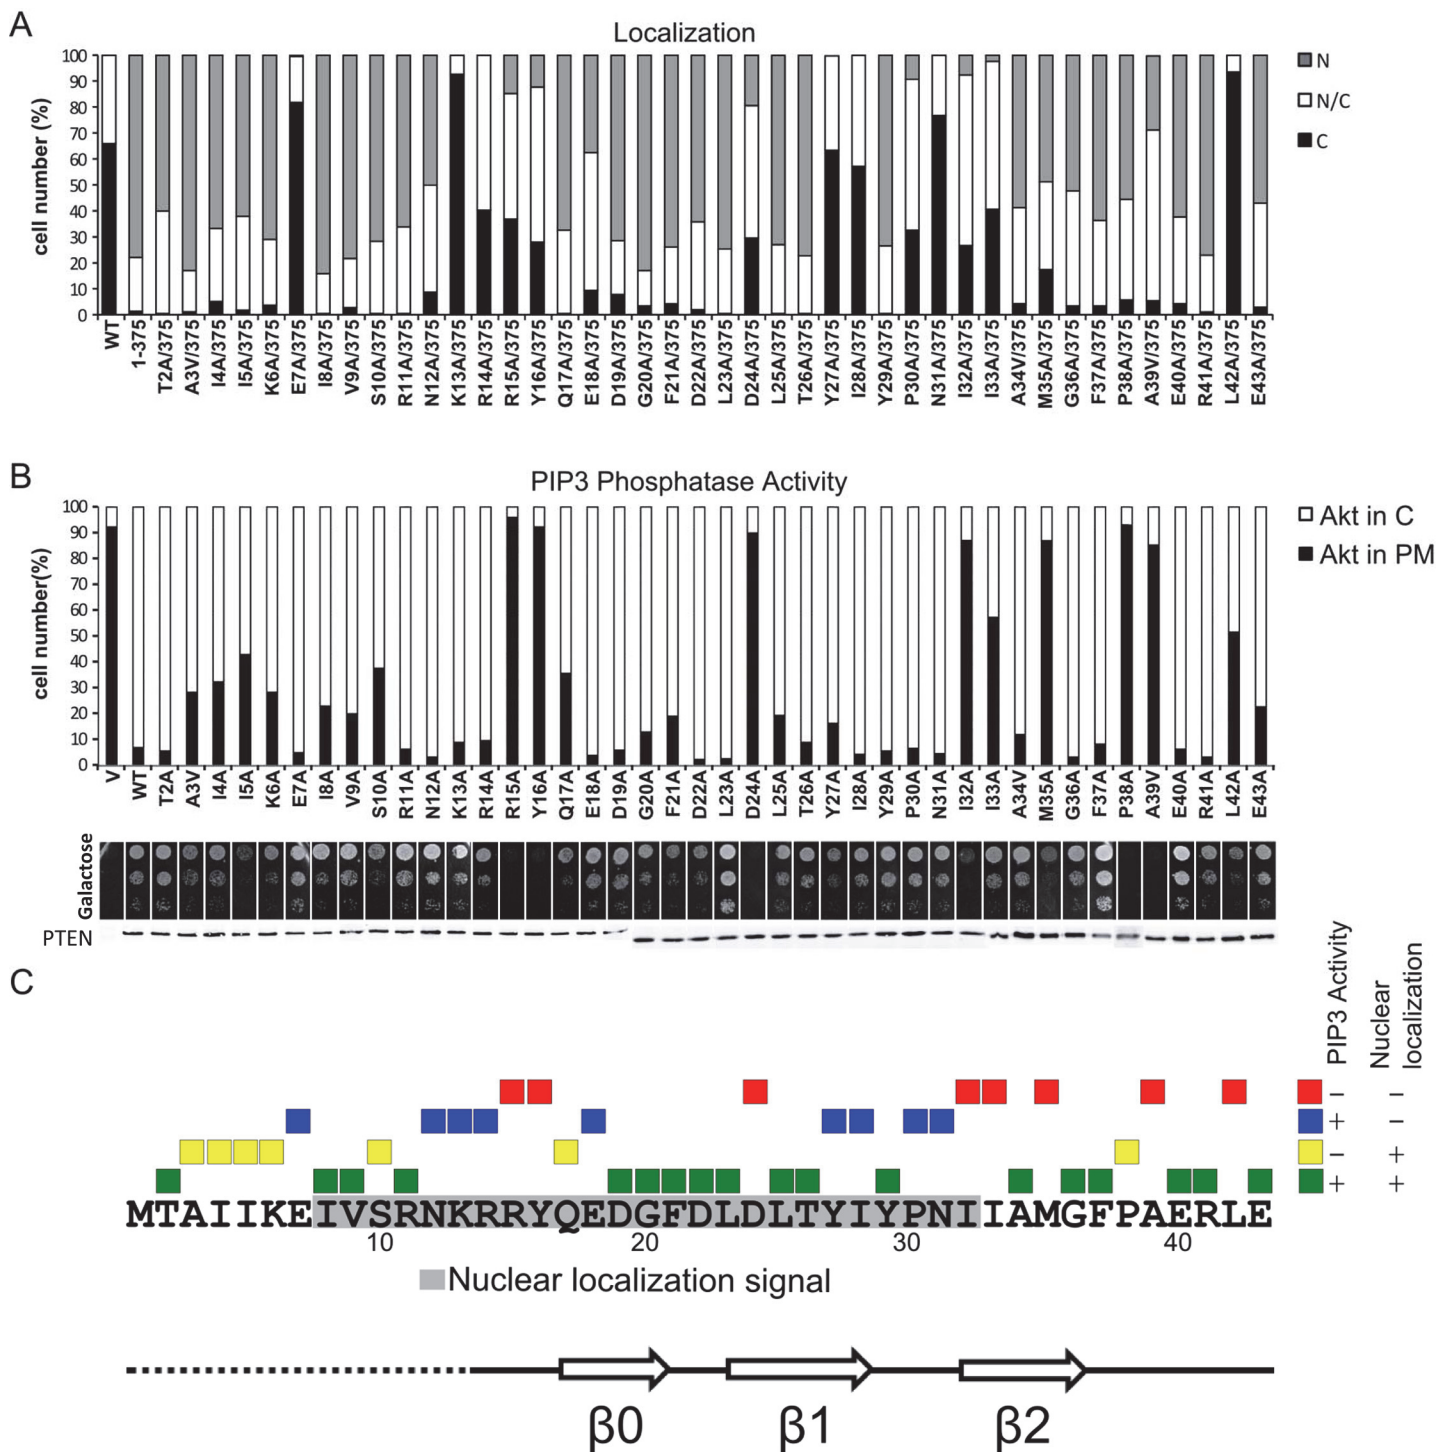 A
Localization
cell number (%)
100
90
80
70
60
50
40
30
20
10
0
N
N/C
C
WT
1-375
T2A/375
A3V/375
I4A/375
I5A/375
K6A/375
E7A/375
I8A/375
V9A/375
S10A/375
R11A/375
N12A/375
K13A/375
R14A/375
R15A/375
Y16A/375
Q17A/375
E18A/375
D19A/375
G20A/375
F21A/375
D22A/375
L23A/375
D24A/375
L25A/375
T26A/375
Y27A/375
I28A/375
Y29A/375
P30A/375
N31A/375
I32A/375
I33A/375
A34V/375
M35A/375
G36A/375
F37A/375
P38A/375
A39V/375
E40A/375
R41A/375
L42A/375
E43A/375
B
PIP3 Phosphatase Activity
cell number(%)
100
90
80
70
60
50
40
30
20
10
0
Akt in C
Akt in PM
V
WT
T2A
A3V
I4A
I5A
K6A
E7A
I8A
V9A
S10A
R11A
N12A
K13A
R14A
R15A
Y16A
Q17A
E18A
D19A
G20A
F21A
D22A
L23A
D24A
L25A
T26A
Y27A
I28A
Y29A
P30A
N31A
I32A
I33A
A34V
M35A
G36A
F37A
P38A
A39V
E40A
R41A
L42A
E43A
Galactose
PTEN
C
PIP3 Activity
Nuclear
localization
− −
+ −
− +
+ +
MTAIIKEIVSRNKRRYQEDGFDLDLTYIYPNIIAMGFPAERLE
10 20 30 40
Nuclear localization signal
β0 β1 β2